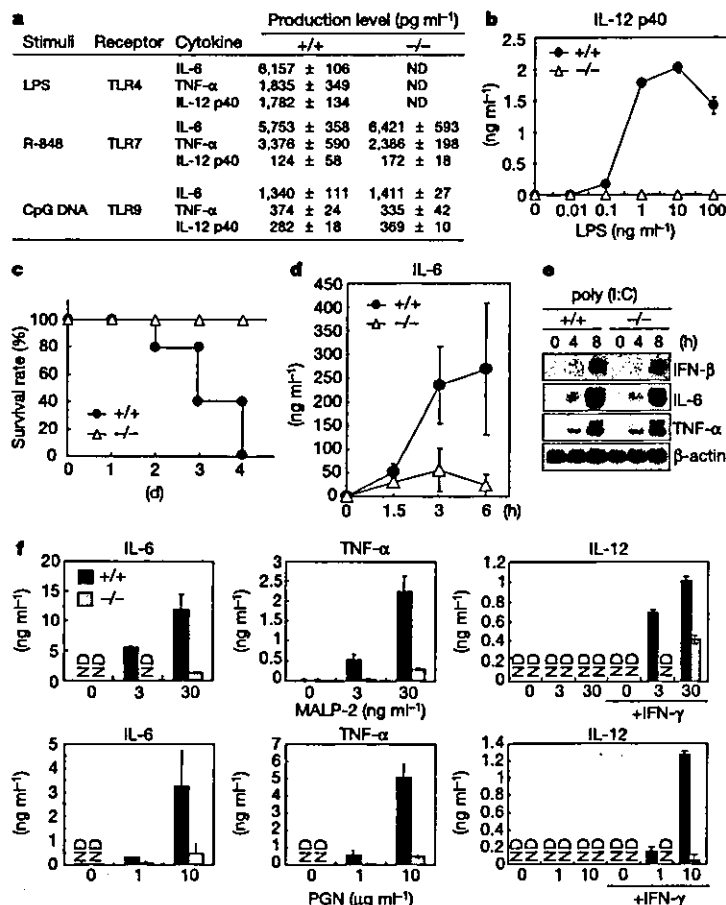 a
Production level (pg ml⁻¹)
Stimuli Receptor Cytokine +/+ −/−
LPS TLR4 IL-6 6,157 ± 106 ND
TNF-α 1,835 ± 349 ND
IL-12 p40 1,782 ± 134 ND
R-848 TLR7 IL-6 5,753 ± 358 6,421 ± 593
TNF-α 3,376 ± 590 2,386 ± 198
IL-12 p40 124 ± 58 172 ± 18
CpG DNA TLR9 IL-6 1,340 ± 111 1,411 ± 27
TNF-α 374 ± 24 335 ± 42
IL-12 p40 282 ± 18 369 ± 10
b
IL-12 p40
+/+
−/−
(ng ml⁻¹)
2.5
2
1.5
1
0.5
0
0 0.01 0.1 1 10 100
LPS (ng ml⁻¹)
c
Survival rate (%)
100
80
60
40
20
0
+/+
−/−
0 1 2 3 4
(d)
d
IL-6
+/+
−/−
(ng ml⁻¹)
450
400
350
300
250
200
150
100
50
0
0 1.5 3 6 (h)
e
poly (I:C)
+/+ −/−
0 4 8 0 4 8 (h)
IFN-β
IL-6
TNF-α
β-actin
f
IL-6
+/+
−/−
(ng ml⁻¹)
20
15
10
5
0
ND ND ND
0 3 30
TNF-α
(ng ml⁻¹)
3
2.5
2
1.5
1
0.5
0
0 3 30
MALP-2 (ng ml⁻¹)
IL-12
(ng ml⁻¹)
1.2
1
0.8
0.6
0.4
0.2
0
ND ND ND ND ND ND ND ND ND
0 3 30 0 3 30
+IFN-γ
IL-6
(ng ml⁻¹)
5
4
3
2
1
0
ND ND
0 1 10
TNF-α
(ng ml⁻¹)
7
6
5
4
3
2
1
0
ND ND
0 1 10
PGN (μg ml⁻¹)
IL-12
(ng ml⁻¹)
1.4
1.2
1
0.8
0.6
0.4
0.2
0
ND ND ND ND ND ND ND ND ND
0 1 10 0 1 10
+IFN-γ